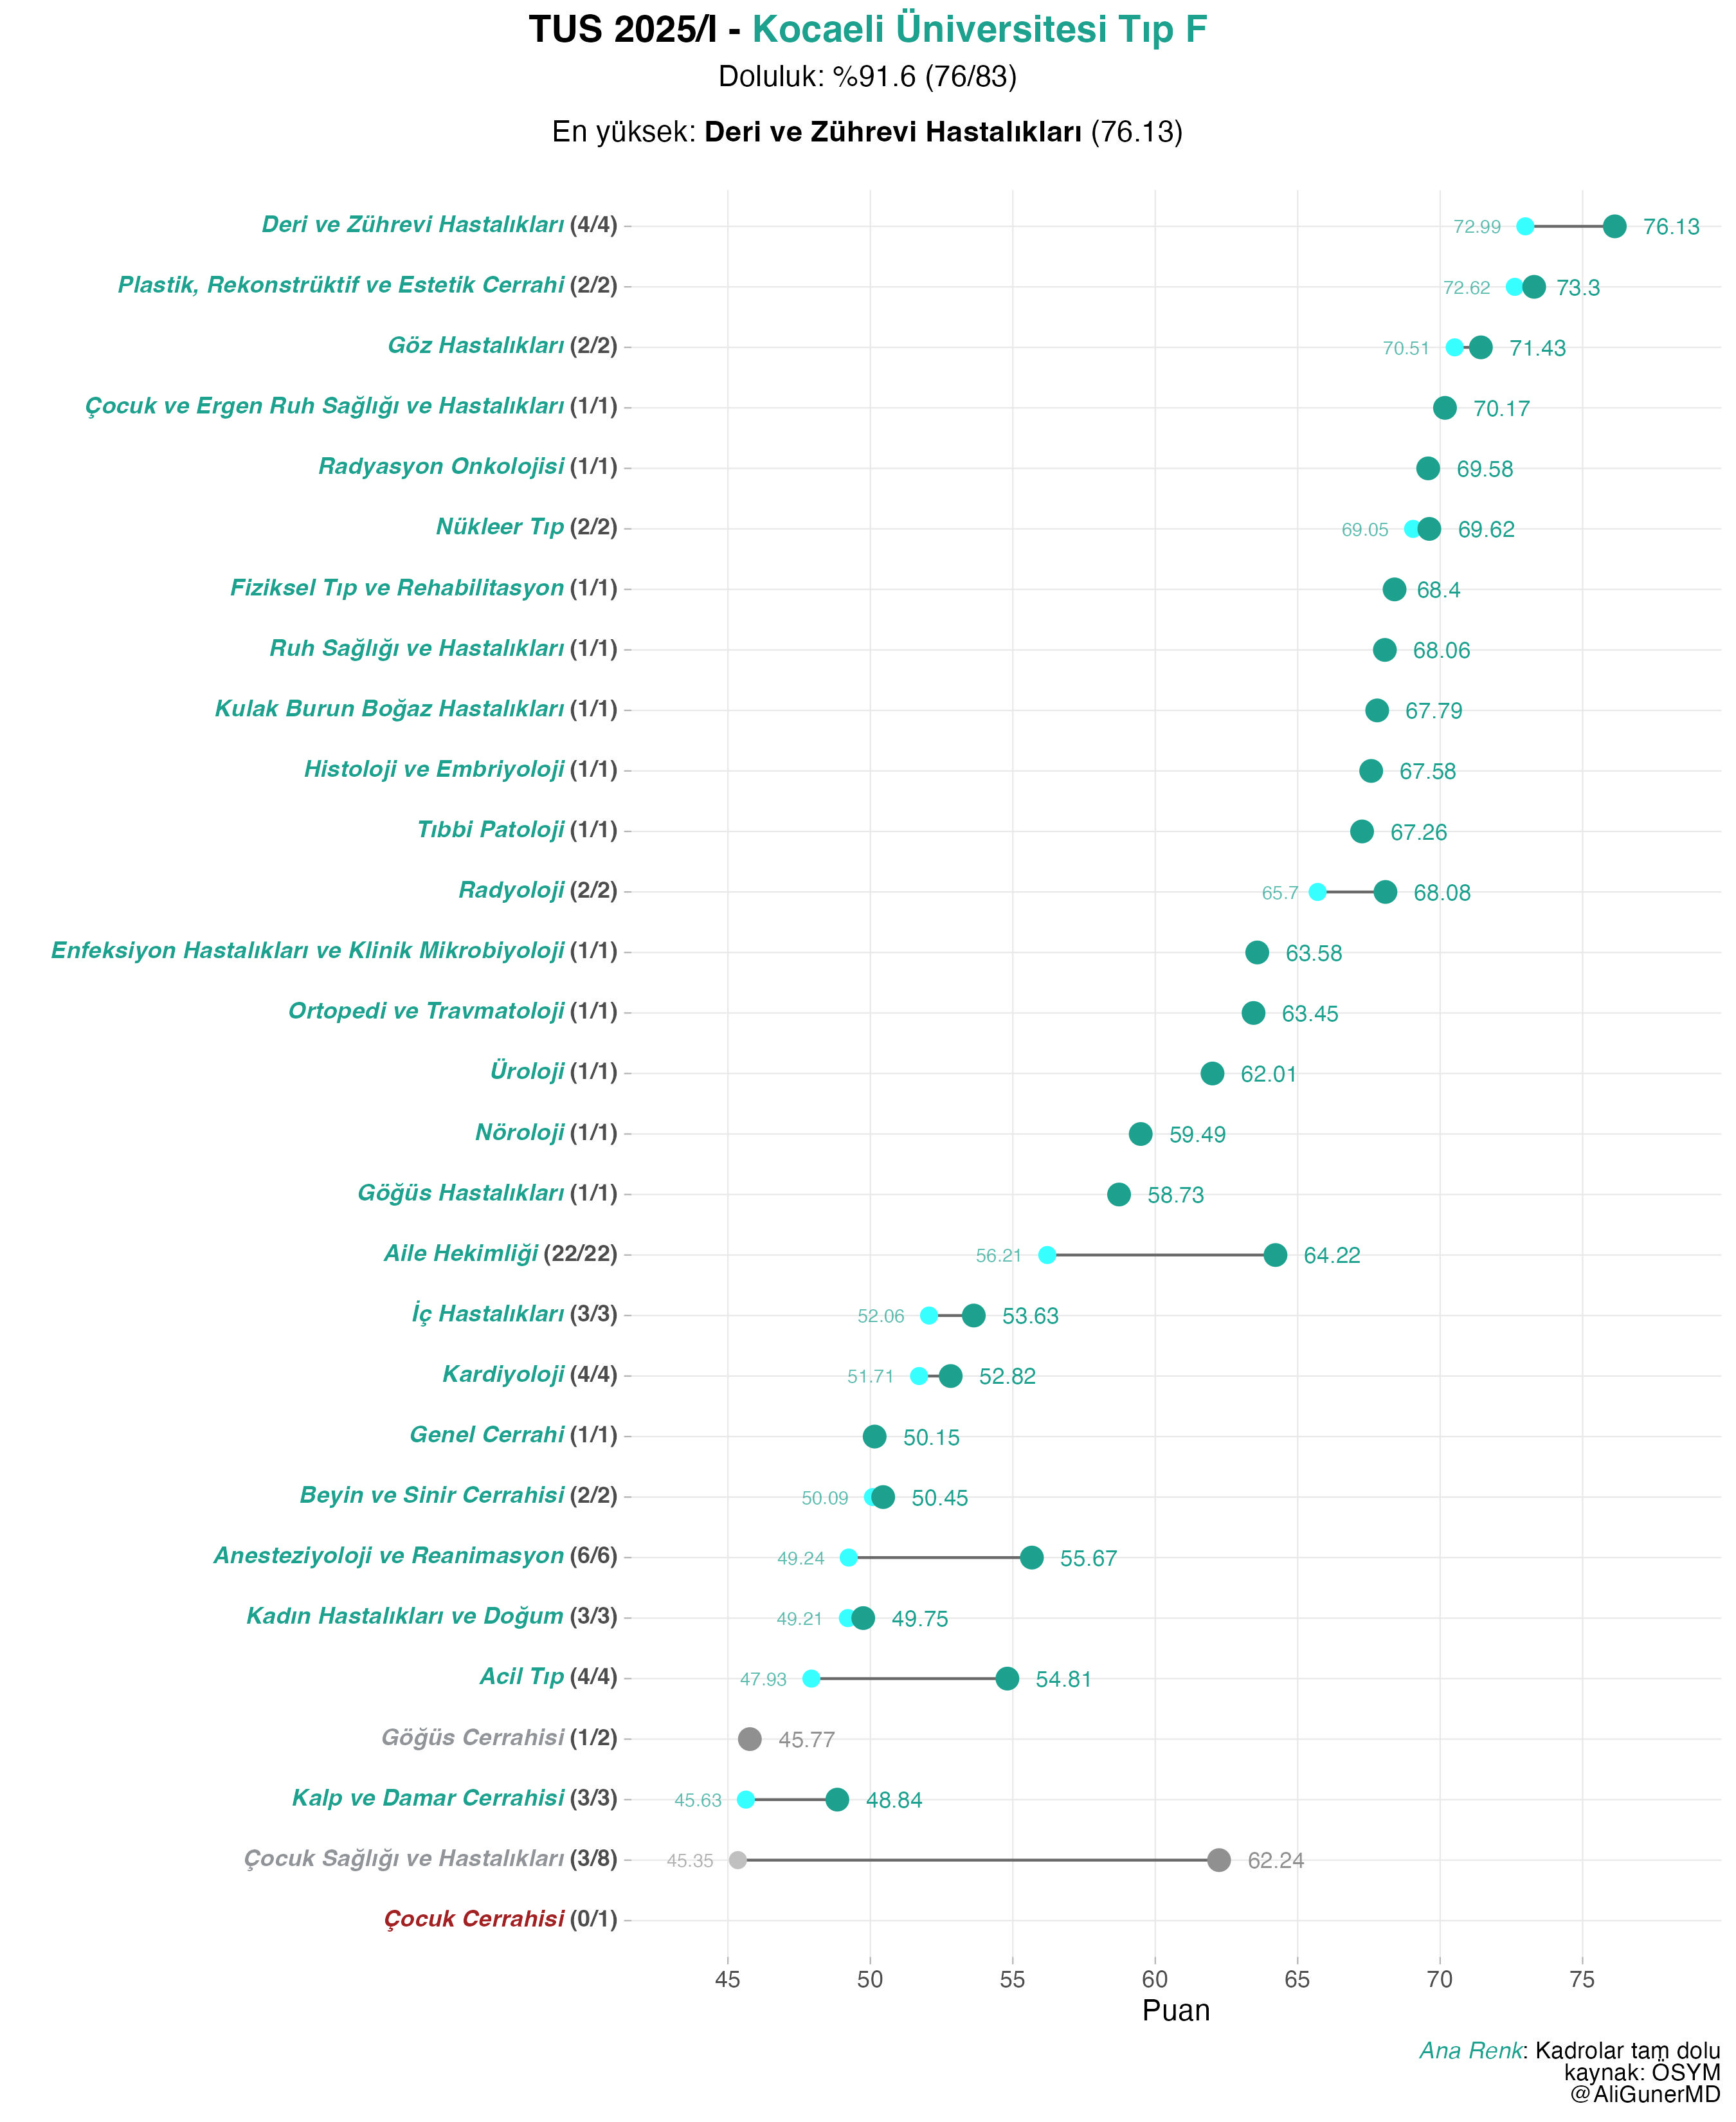 TUS 2025/I - Kocaeli Üniversitesi Tıp F
Doluluk: %91.6 (76/83)
En yüksek: Deri ve Zührevi Hastalıkları (76.13)
Deri ve Zührevi Hastalıkları (4/4) 72.99 76.13
Plastik, Rekonstrüktif ve Estetik Cerrahi (2/2) 72.62 73.3
Göz Hastalıkları (2/2) 70.51 71.43
Çocuk ve Ergen Ruh Sağlığı ve Hastalıkları (1/1) 70.17
Radyasyon Onkolojisi (1/1) 69.58
Nükleer Tıp (2/2) 69.05 69.62
Fiziksel Tıp ve Rehabilitasyon (1/1) 68.4
Ruh Sağlığı ve Hastalıkları (1/1) 68.06
Kulak Burun Boğaz Hastalıkları (1/1) 67.79
Histoloji ve Embriyoloji (1/1) 67.58
Tıbbi Patoloji (1/1) 67.26
Radyoloji (2/2) 65.7 68.08
Enfeksiyon Hastalıkları ve Klinik Mikrobiyoloji (1/1) 63.58
Ortopedi ve Travmatoloji (1/1) 63.45
Üroloji (1/1) 62.01
Nöroloji (1/1) 59.49
Göğüs Hastalıkları (1/1) 58.73
Aile Hekimliği (22/22) 56.21 64.22
İç Hastalıkları (3/3) 52.06 53.63
Kardiyoloji (4/4) 51.71 52.82
Genel Cerrahi (1/1) 50.15
Beyin ve Sinir Cerrahisi (2/2) 50.09 50.45
Anesteziyoloji ve Reanimasyon (6/6) 49.24 55.67
Kadın Hastalıkları ve Doğum (3/3) 49.21 49.75
Acil Tıp (4/4) 47.93 54.81
Göğüs Cerrahisi (1/2) 45.77
Kalp ve Damar Cerrahisi (3/3) 45.63 48.84
Çocuk Sağlığı ve Hastalıkları (3/8) 45.35 62.24
Çocuk Cerrahisi (0/1)
45 50 55 60 65 70 75
Puan
Ana Renk: Kadrolar tam dolu
kaynak: ÖSYM
@AliGunerMD